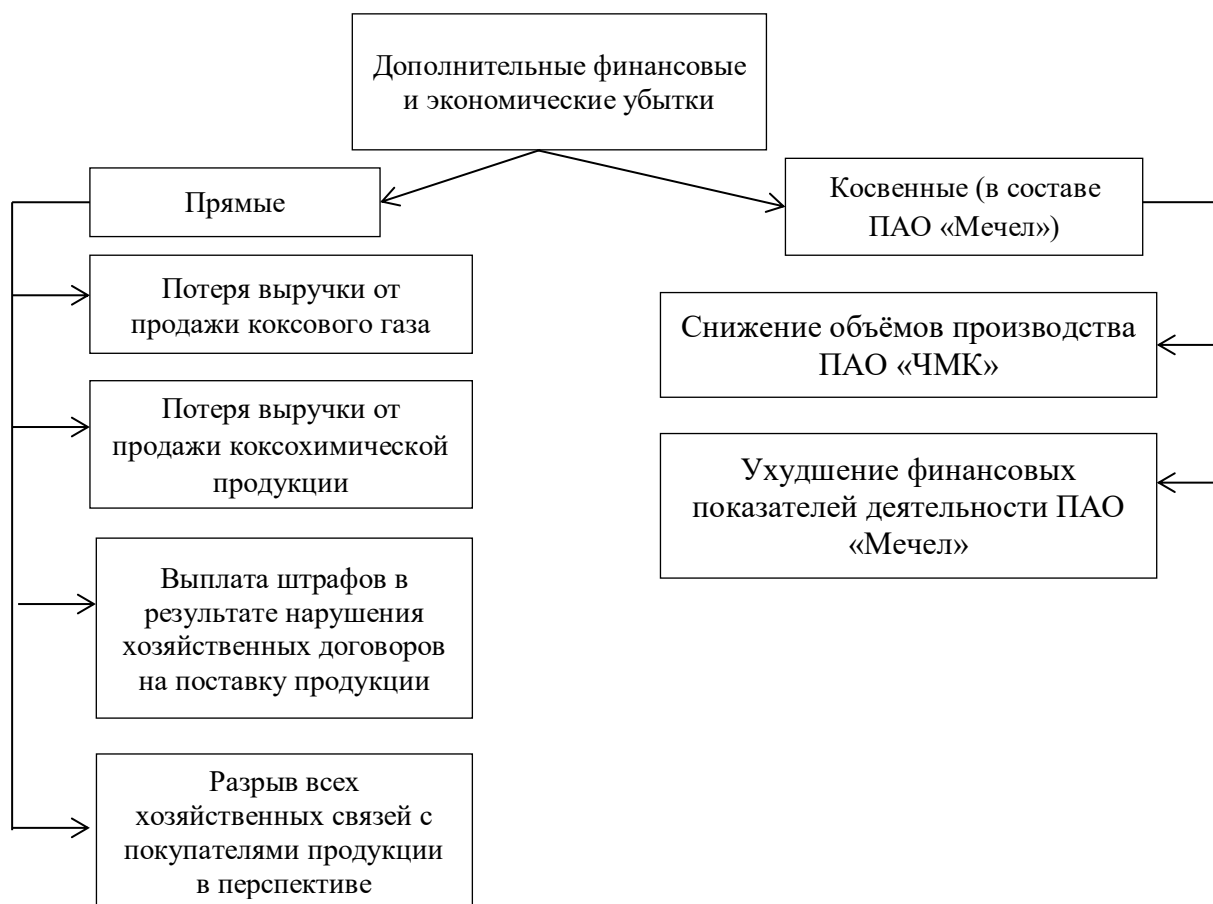 Дополнительные финансовые
и экономические убытки
Прямые
Косвенные (в составе
ПАО «Мечел»)
Потеря выручки от
продажи коксового газа
Потеря выручки от
продажи коксохимической
продукции
Выплата штрафов в
результате нарушения
хозяйственных договоров
на поставку продукции
Разрыв всех
хозяйственных связей с
покупателями продукции
в перспективе
Снижение объёмов производства
ПАО «ЧМК»
Ухудшение финансовых
показателей деятельности ПАО
«Мечел»